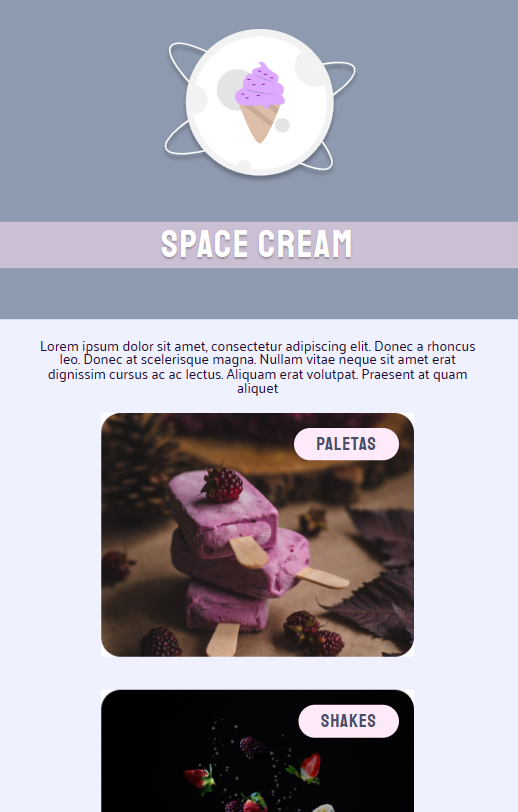 SPACE CREAM
Lorem ipsum dolor sit amet, consectetur adipiscing elit. Donec a rhoncus
leo. Donec at scelerisque magna. Nullam vitae neque sit amet erat
dignissim cursus ac ac lectus. Aliquam erat volutpat. Praesent at quam
aliquet
PALETAS
SHAKES